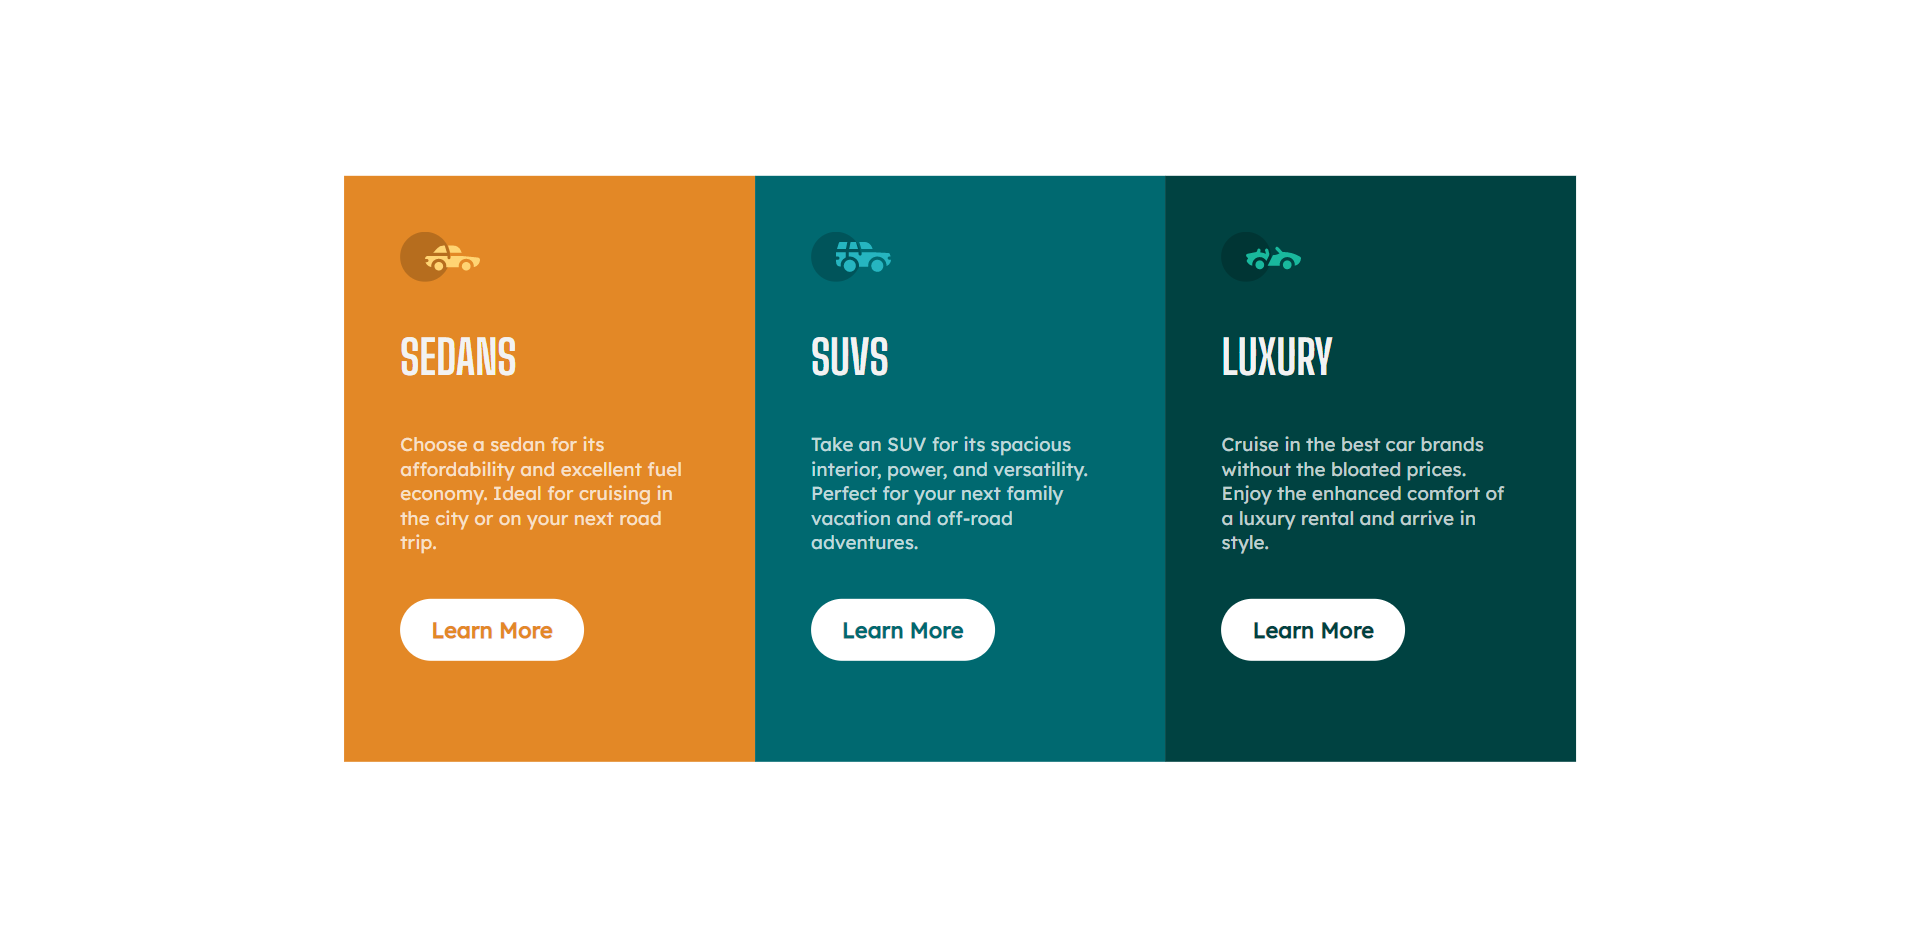 SEDANS
Choose a sedan for its
affordability and excellent fuel
economy. Ideal for cruising in
the city or on your next road
trip.
Learn More
SUVS
Take an SUV for its spacious
interior, power, and versatility.
Perfect for your next family
vacation and off-road
adventures.
Learn More
LUXURY
Cruise in the best car brands
without the bloated prices.
Enjoy the enhanced comfort of
a luxury rental and arrive in
style.
Learn More